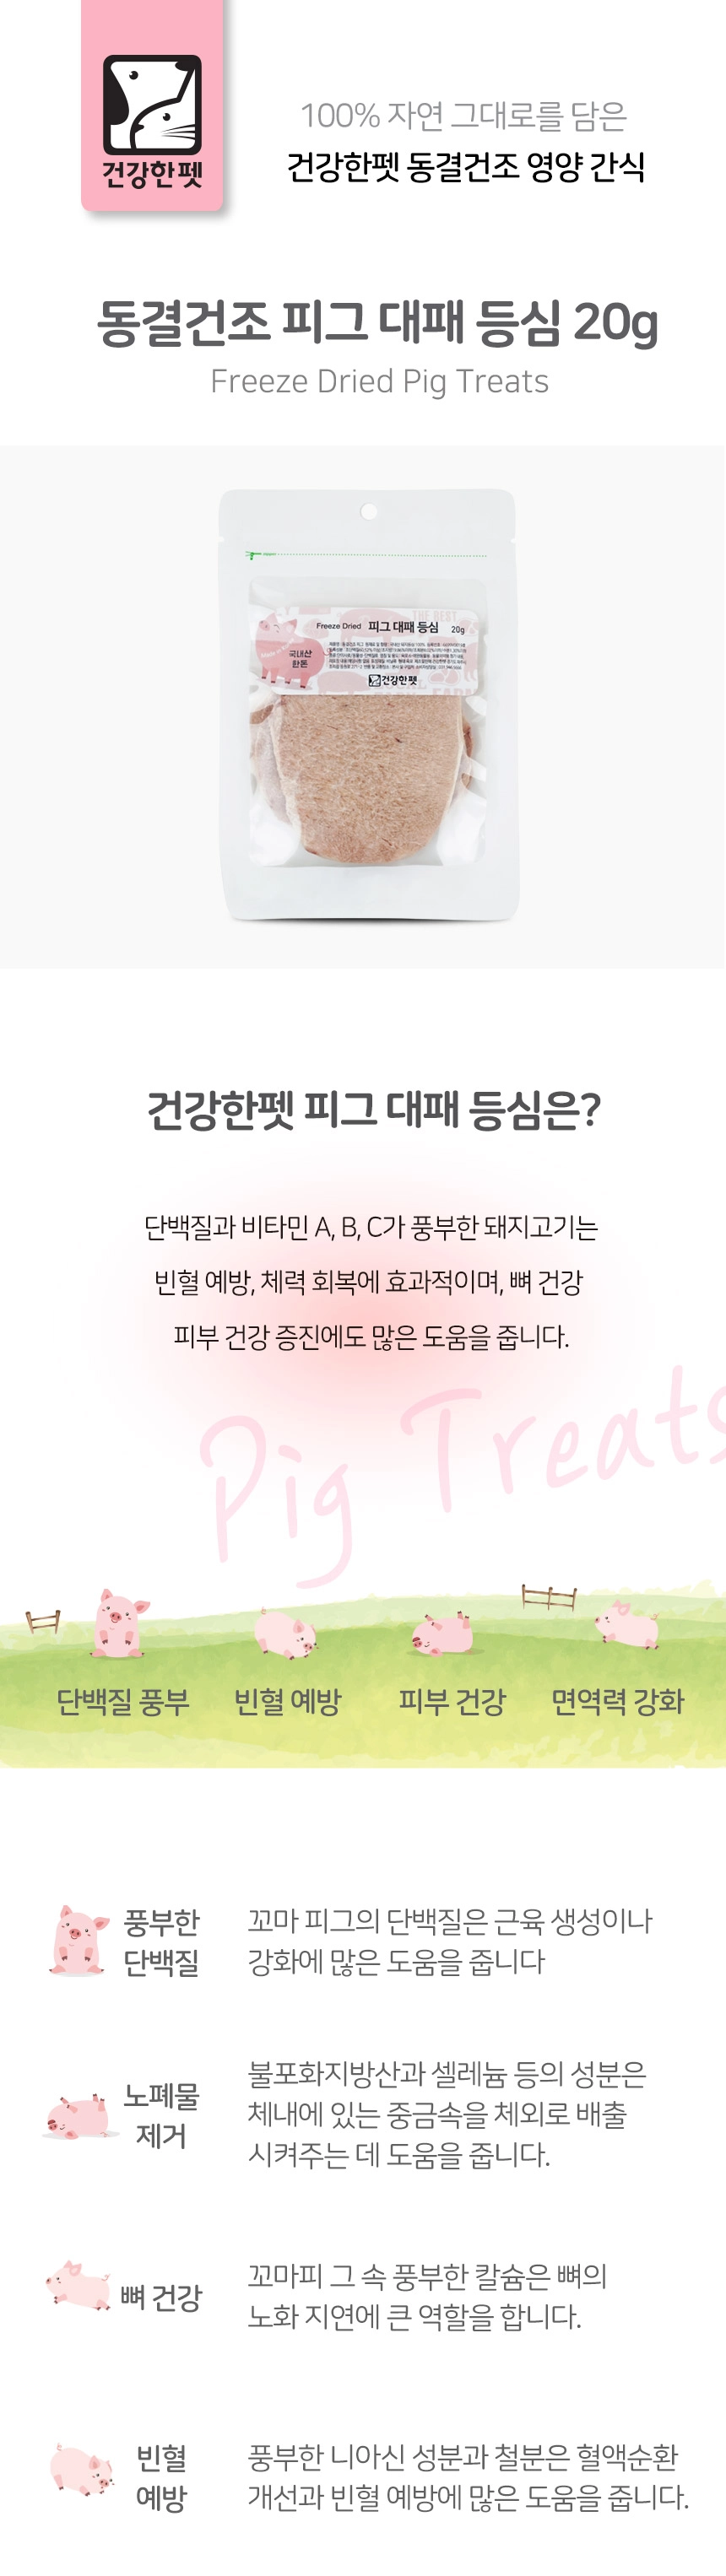 건강한펫
100% 자연 그대로를 담은
건강한펫 동결건조 영양 간식
동결건조 피그 대패 등심 20g
Freeze Dried Pig Treats
THE BEST
Freeze Dried 피그 대패 등심 20g
국내산
한돈
건강한펫
건강한펫 피그 대패 등심은?
단백질과 비타민 A, B, C가 풍부한 돼지고기는
빈혈 예방, 체력 회복에 효과적이며, 뼈 건강
피부 건강 증진에도 많은 도움을 줍니다.
Pig Treats
단백질 풍부 빈혈 예방 피부 건강 면역력 강화
풍부한
단백질
꼬마 피그의 단백질은 근육 생성이나
강화에 많은 도움을 줍니다
노폐물
제거
불포화지방산과 셀레늄 등의 성분은
체내에 있는 중금속을 체외로 배출
시켜주는 데 도움을 줍니다.
뼈 건강
꼬마피 그 속 풍부한 칼슘은 뼈의
노화 지연에 큰 역할을 합니다.
빈혈
예방
풍부한 니아신 성분과 철분은 혈액순환
개선과 빈혈 예방에 많은 도움을 줍니다.